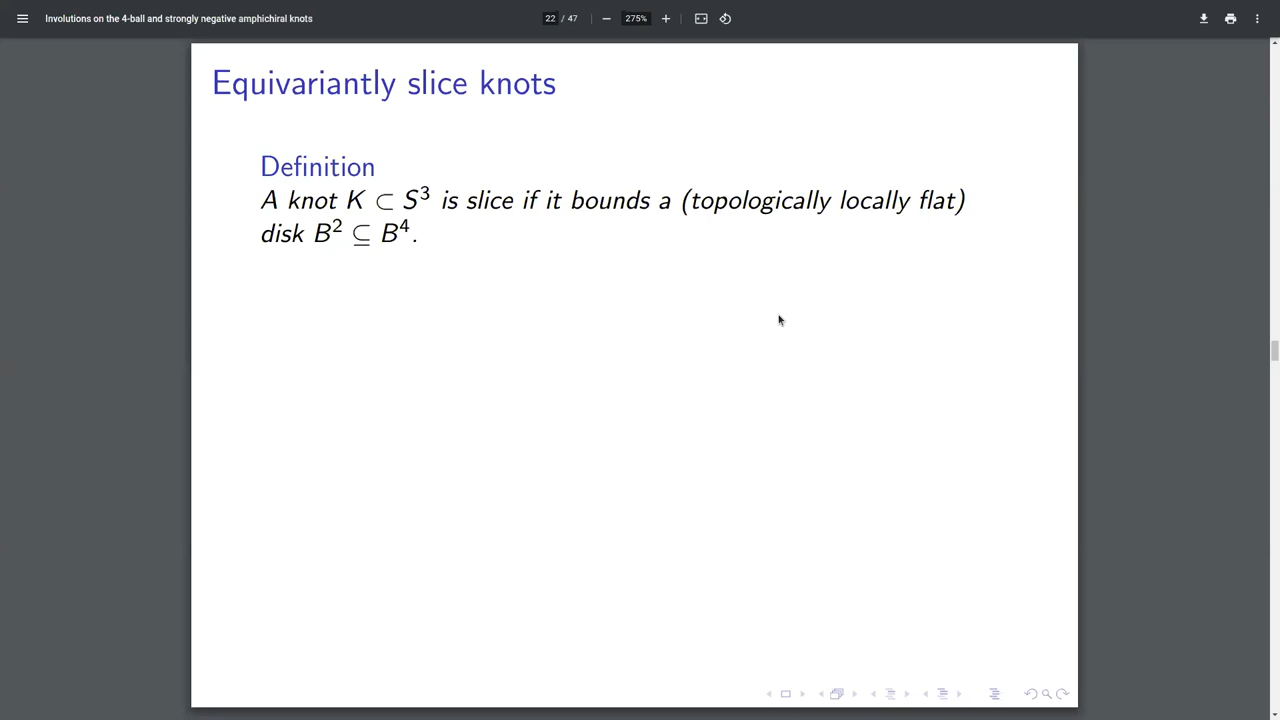 Involutions on the 4-ball and strongly negative amphichiral knots
22 / 47
275%
Equivariantly slice knots
Definition
A knot K ⊂ S³ is slice if it bounds a (topologically locally flat)
disk B² ⊆ B⁴.